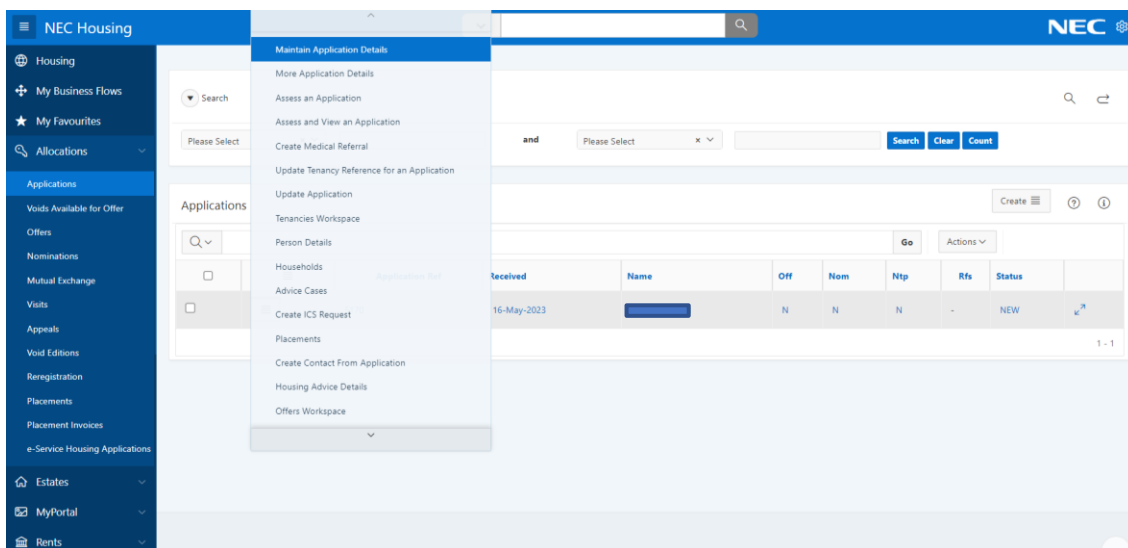 NEC Housing
NEC
Housing
My Business Flows
My Favourites
Allocations
Applications
Voids Available for Offer
Offers
Nominations
Mutual Exchange
Visits
Appeals
Void Editions
Reregistration
Placements
Placement Invoices
e-Service Housing Applications
Estates
MyPortal
Rents
Maintain Application Details
More Application Details
Assess an Application
Assess and View an Application
Create Medical Referral
Update Tenancy Reference for an Application
Update Application
Tenancies Workspace
Person Details
Households
Advice Cases
Create ICS Request
Placements
Create Contact From Application
Housing Advice Details
Offers Workspace
Search
Please Select and Please Select x Search Clear Count
Applications Create
Go Actions
Application Ref Received Name Off Nom Ntp Rfs Status
16-May-2023 N N N - NEW
1 - 1